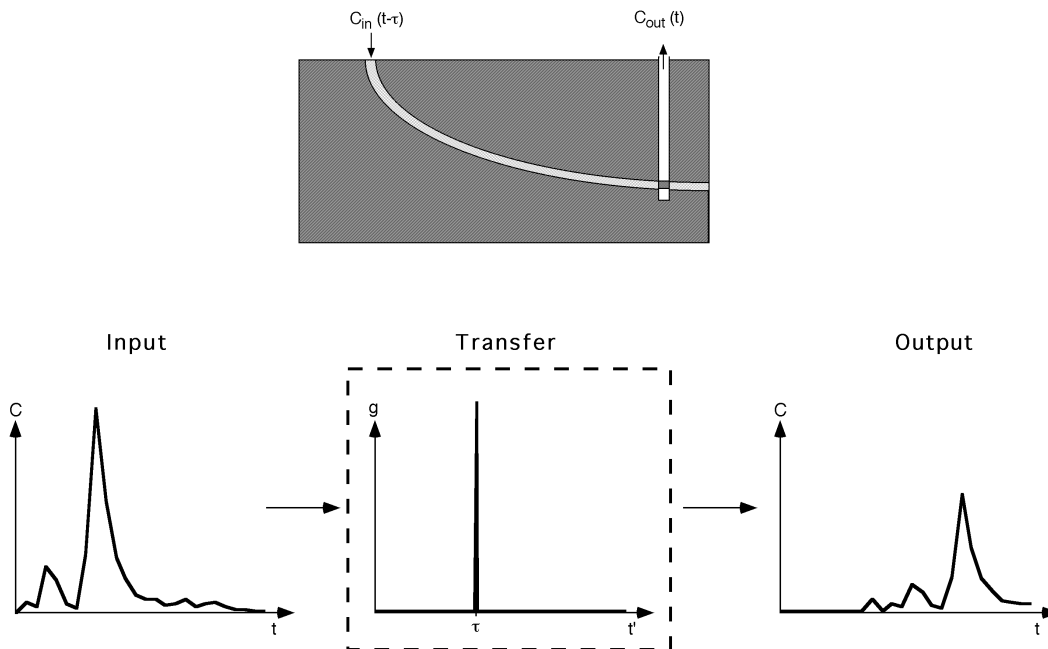 C_in (t-τ) C_out (t)
Input Transfer Output
C g C
t τ t' t